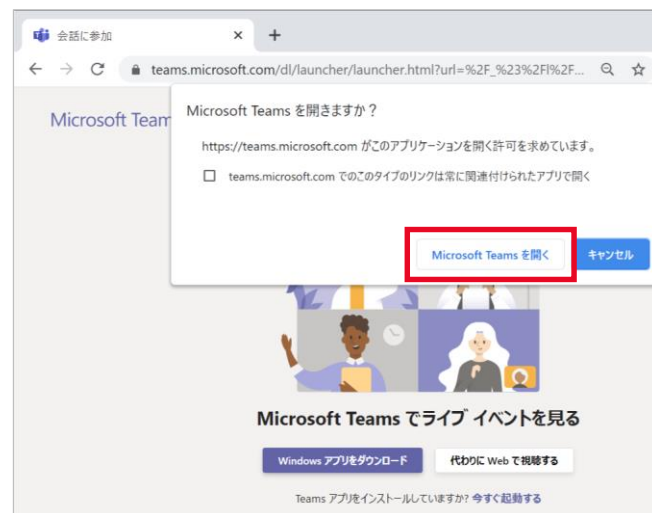 会話に参加
teams.microsoft.com/dl/launcher/launcher.html?url=%2F_%23%2Fl%2F...
Microsoft Team
Microsoft Teams を開きますか？
https://teams.microsoft.com がこのアプリケーションを開く許可を求めています。
teams.microsoft.com でのこのタイプのリンクは常に関連付けられたアプリで開く
Microsoft Teams を開く キャンセル
Microsoft Teams でライブ イベントを見る
Windows アプリをダウンロード 代わりに Web で視聴する
Teams アプリをインストールしていますか? 今すぐ起動する